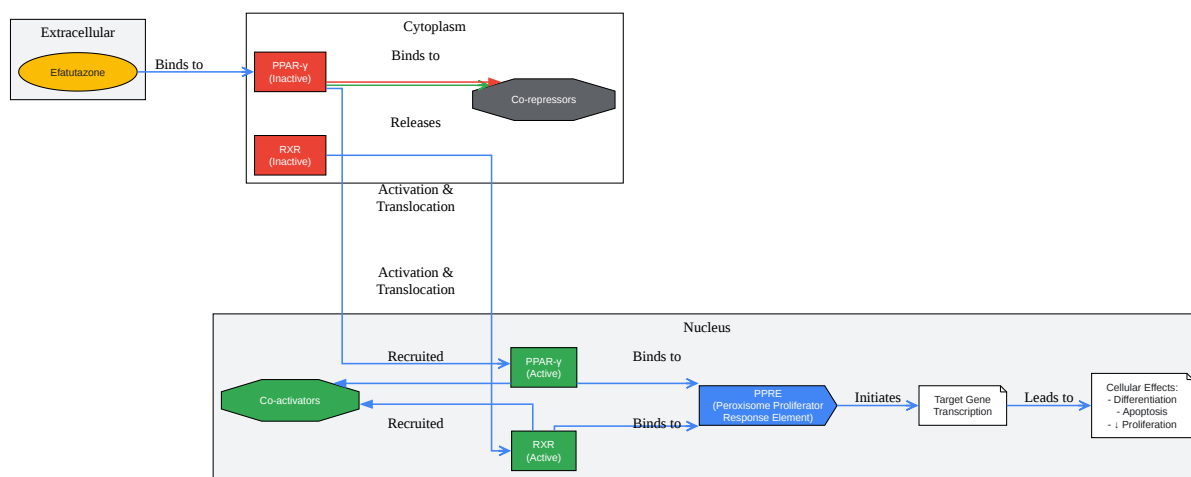 Extracellular
Efatutazone
Binds to
Cytoplasm
PPAR-γ
(Inactive)
Binds to
Co-repressors
Releases
RXR
(Inactive)
Activation &
Translocation
Activation &
Translocation
Nucleus
Recruited
PPAR-γ
(Active)
Binds to
Co-activators
PPRE
(Peroxisome Proliferator
Response Element)
Initiates
Target Gene
Transcription
Leads to
Cellular Effects:
- Differentiation
- Apoptosis
- ↓ Proliferation
Recruited
RXR
(Active)
Binds to